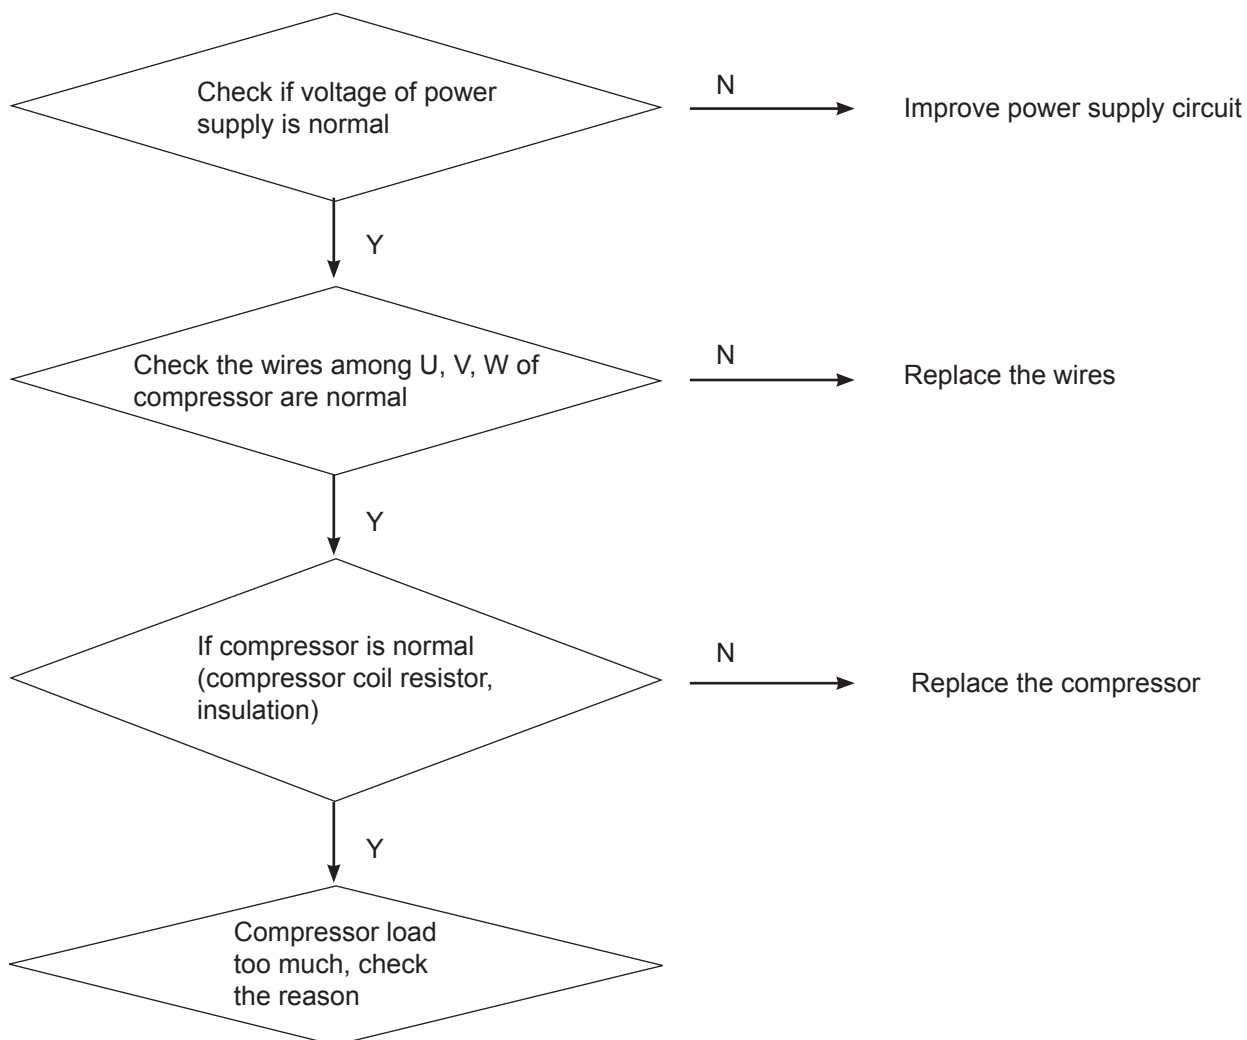 Check if voltage of power
supply is normal
N
Improve power supply circuit
Y
Check the wires among U, V, W of
compressor are normal
N
Replace the wires
Y
If compressor is normal
(compressor coil resistor,
insulation)
N
Replace the compressor
Y
Compressor load
too much, check
the reason